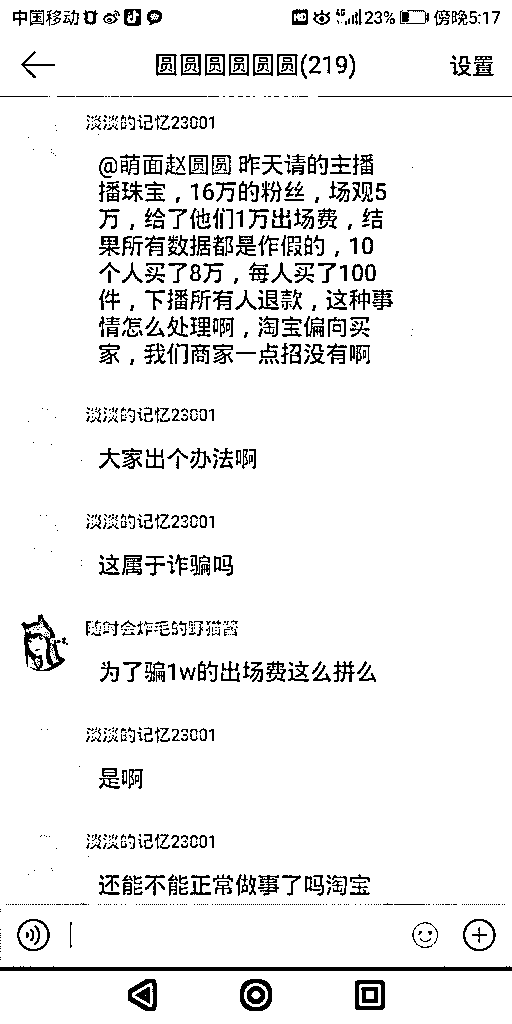 中国移动 HD 4G 23% 傍晚5:17
圆圆圆圆圆圆(219) 设置
淡淡的记忆23001
@萌面赵圆圆 昨天请的主播
播珠宝，16万的粉丝，场观5
万，给了他们1万出场费，结
果所有数据都是作假的，10
个人买了8万，每人买了100
件，下播所有人退款，这种事
情怎么处理啊，淘宝偏向买
家，我们商家一点招没有啊
淡淡的记忆23001
大家出个办法啊
淡淡的记忆23001
这属于诈骗吗
随时会炸毛的野猫酱
为了骗1w的出场费这么拼么
淡淡的记忆23001
是啊
淡淡的记忆23001
还能不能正常做事了吗淘宝